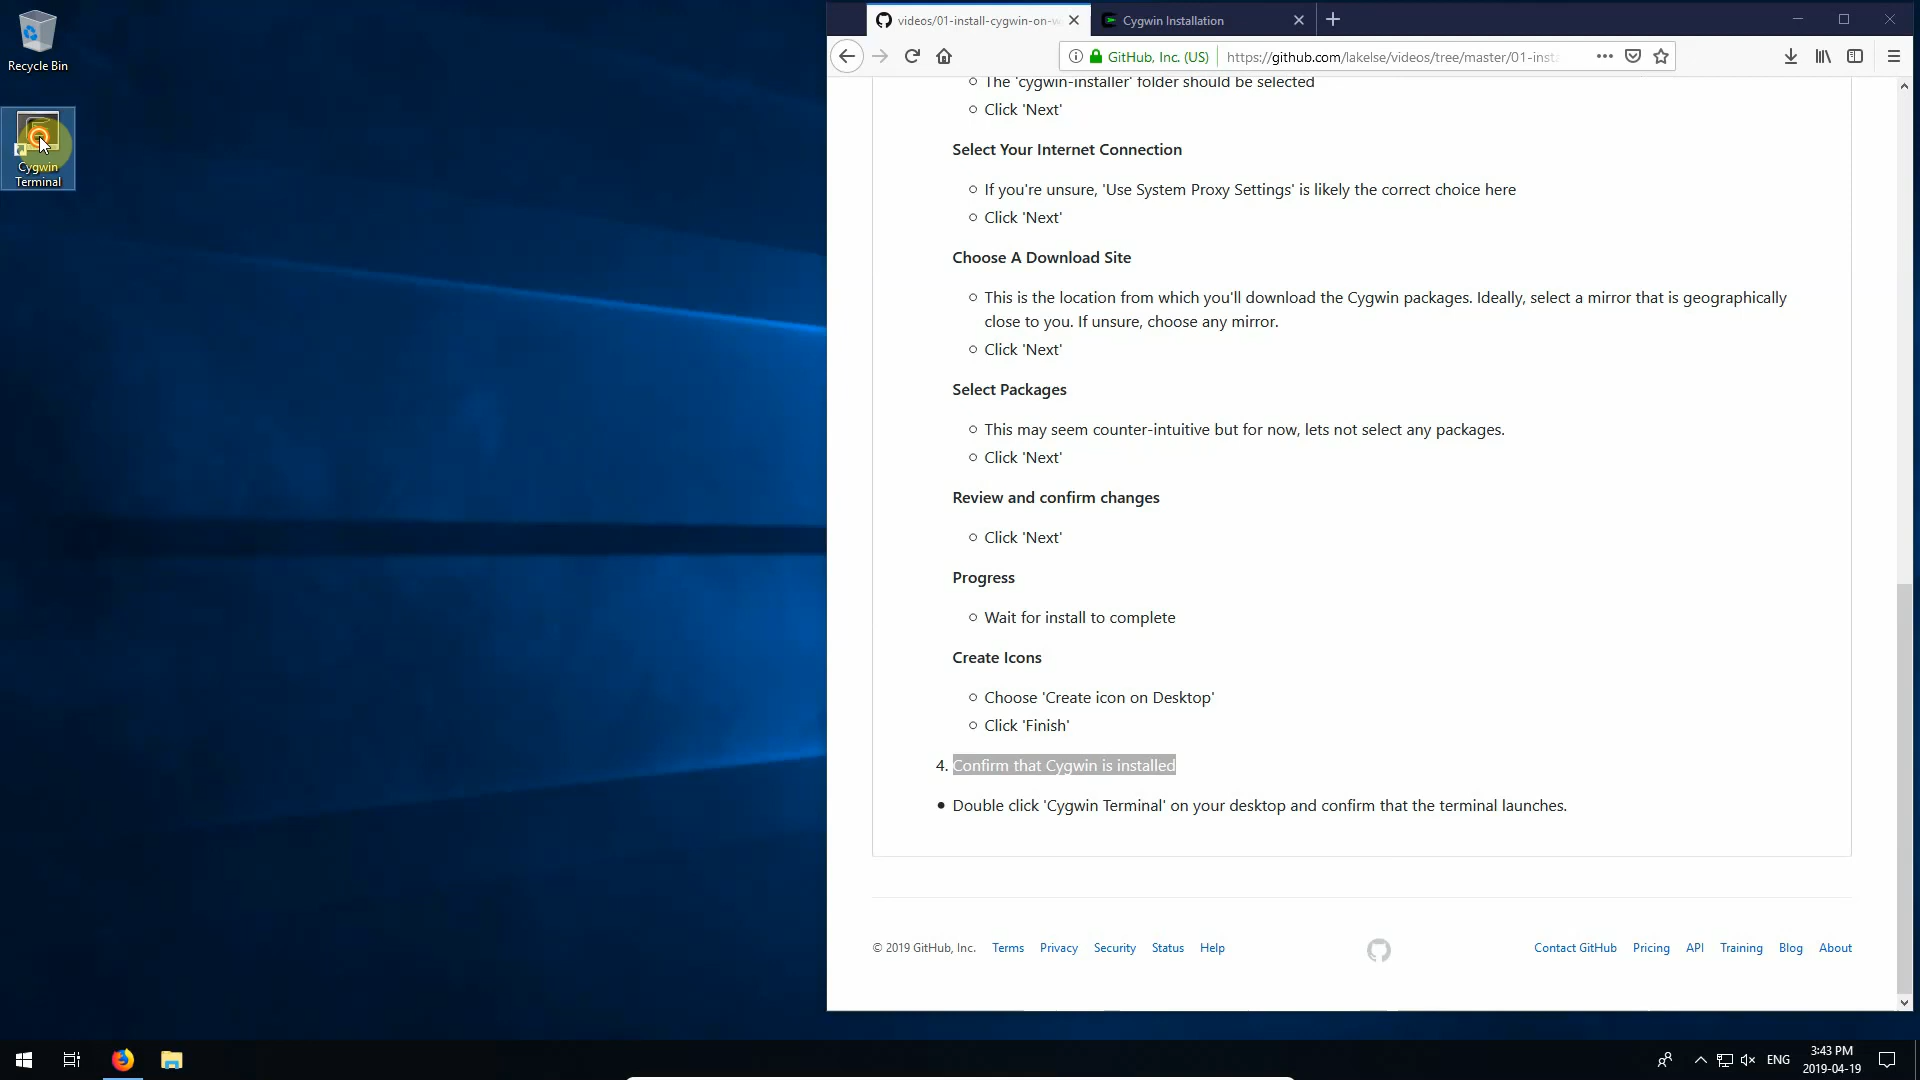 Recycle Bin
Cygwin
Terminal
videos/01-install-cygwin-on-w
Cygwin Installation
GitHub, Inc. (US)
https://github.com/lakelse/videos/tree/master/01-insta
The 'cygwin-installer' folder should be selected
Click 'Next'
Select Your Internet Connection
If you're unsure, 'Use System Proxy Settings' is likely the correct choice here
Click 'Next'
Choose A Download Site
This is the location from which you'll download the Cygwin packages. Ideally, select a mirror that is geographically
close to you. If unsure, choose any mirror.
Click 'Next'
Select Packages
This may seem counter-intuitive but for now, lets not select any packages.
Click 'Next'
Review and confirm changes
Click 'Next'
Progress
Wait for install to complete
Create Icons
Choose 'Create icon on Desktop'
Click 'Finish'
4. Confirm that Cygwin is installed
Double click 'Cygwin Terminal' on your desktop and confirm that the terminal launches.
© 2019 GitHub, Inc. Terms Privacy Security Status Help
Contact GitHub Pricing API Training Blog About
ENG
3:43 PM
2019-04-19